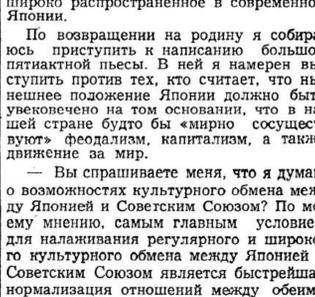 широко распространенное в современно
Японии.
По возвращении на родину я собира
юсь приступить к написанию большо
пятиактной пьесы. В ней я намерен вы
ступить против тех, кто считает, что ны
нешнее положение Японии должно быт
увековечено на том основании, что в на
шей стране будто бы «мирно сосущес
вуют» феодализм, капитализм, а такж
движение за мир.
— Вы спрашиваете меня, что я дума
о возможностях культурного обмена меж
ду Японией и Советским Союзом? По мо
ему мнению, самым главным условие
для налаживания регулярного и широко
го культурного обмена между Японией
Советским Союзом является быстрейша
нормализация отношений между обеим